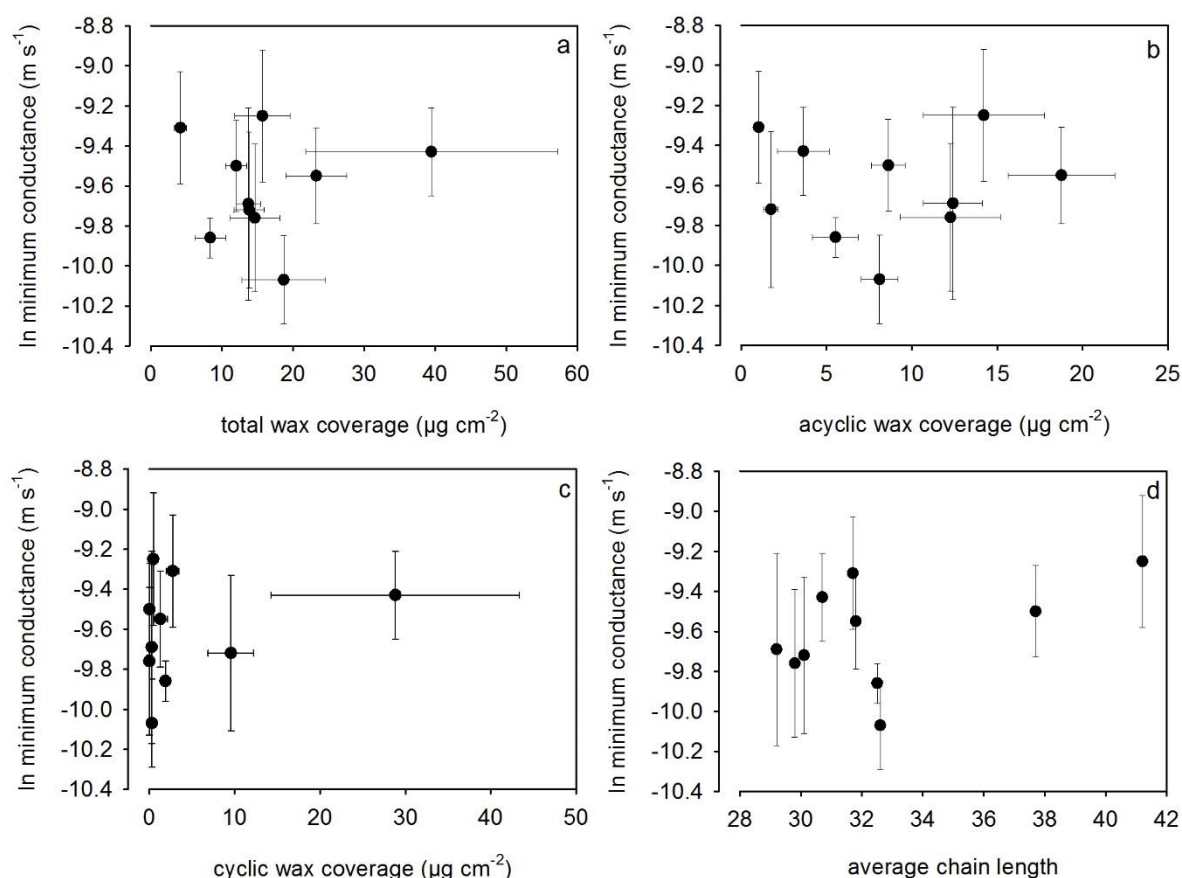 a
ln minimum conductance (m s⁻¹)
-8.8
-9.0
-9.2
-9.4
-9.6
-9.8
-10.0
-10.2
-10.4
0 10 20 30 40 50 60
total wax coverage (µg cm⁻²)
b
ln minimum conductance (m s⁻¹)
-8.8
-9.0
-9.2
-9.4
-9.6
-9.8
-10.0
-10.2
-10.4
0 5 10 15 20 25
acyclic wax coverage (µg cm⁻²)
c
ln minimum conductance (m s⁻¹)
-8.8
-9.0
-9.2
-9.4
-9.6
-9.8
-10.0
-10.2
-10.4
0 10 20 30 40 50
cyclic wax coverage (µg cm⁻²)
d
ln minimum conductance (m s⁻¹)
-8.8
-9.0
-9.2
-9.4
-9.6
-9.8
-10.0
-10.2
-10.4
28 30 32 34 36 38 40 42
average chain length